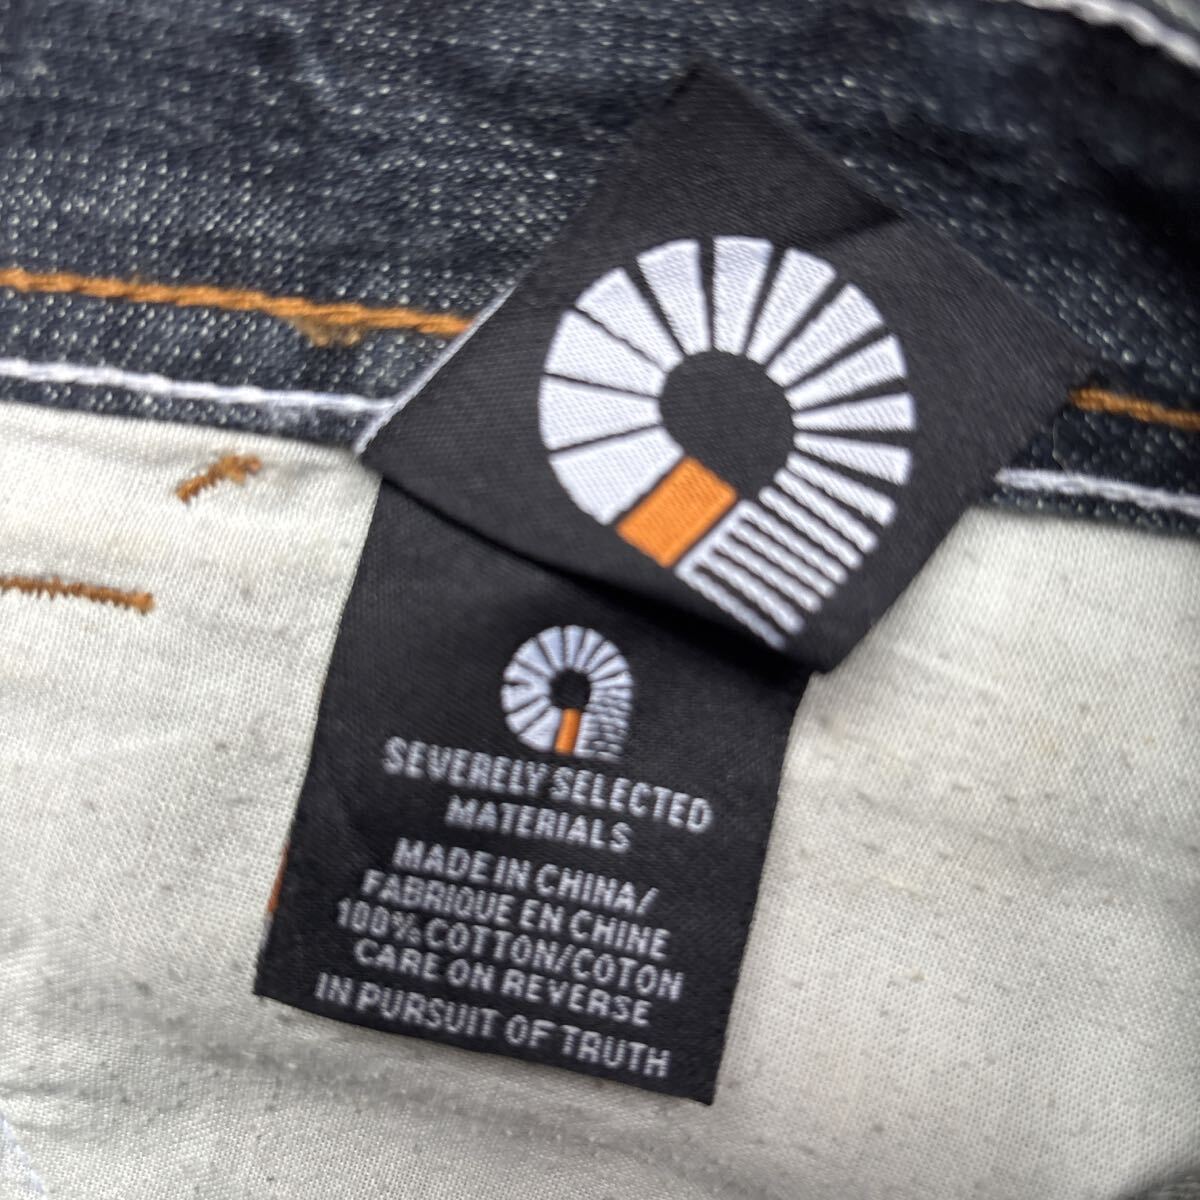 SEVERELY SELECTED
MATERIALS
MADE IN CHINA/
FABRIQUE EN CHINE
100% COTTON/COTON
CARE ON REVERSE
IN PURSUIT OF TRUTH